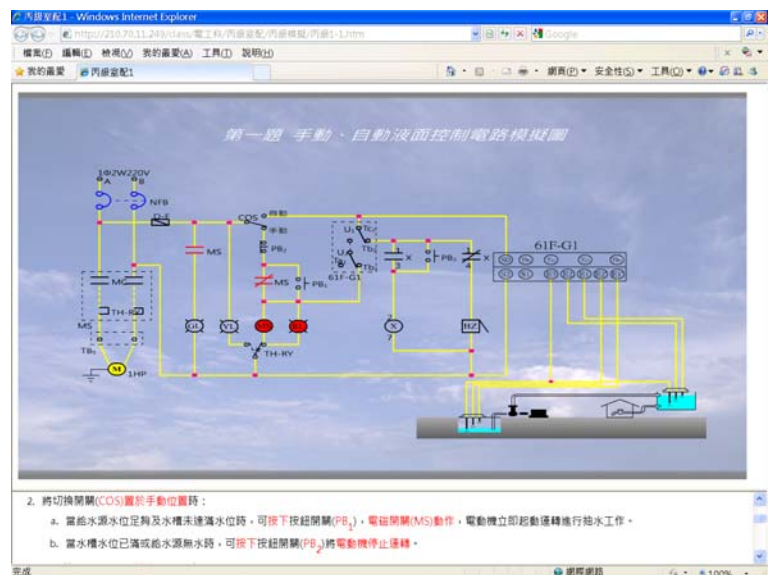 丙級室配1 - Windows Internet Explorer
http://210.70.11.249/class/電工科/丙級室配/丙級模擬/丙級1-1.htm
Google
檔案(F) 編輯(E) 檢視(V) 我的最愛(A) 工具(T) 說明(H)
我的最愛 丙級室配1
網頁(P) 安全性(S) 工具(O)
第一題 手動、自動液面控制電路模擬圖
1Φ2W220V
A B
NFB
COS 自動
手動
MS
PB2
MS
PB1
61F-G1
X
PB3
X
61F-G1
MC
TH-RY
MS
TB3
M 1HP
GL YL RL
TH-RY
X
BZ
2. 將切換開關(COS)置於手動位置時：
a. 當給水源水位足夠及水槽未達滿水位時，可按下按鈕開關(PB1)，電磁開關(MS)動作，電動機立即起動運轉進行抽水工作。
b. 當水槽水位已滿或給水源無水時，可按下按鈕開關(PB2)將電動機停止運轉。
完成
網際網路
100%